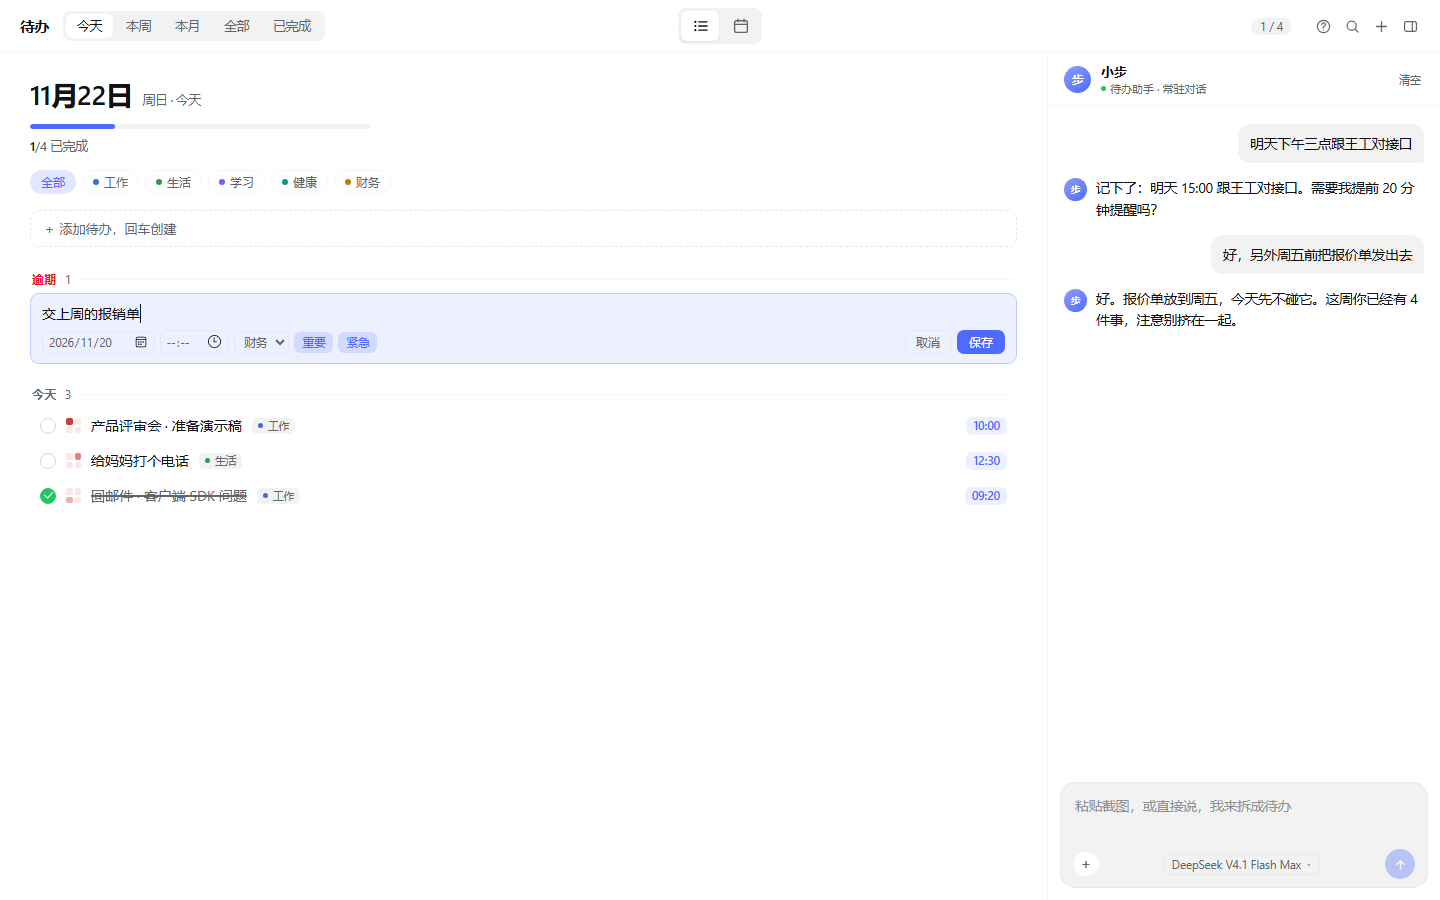 待办
今天 本周 本月 全部 已完成
1 / 4
11月22日 周日 · 今天
1/4 已完成
全部 工作 生活 学习 健康 财务
+ 添加待办，回车创建
逾期 1
交上周的报销单
2026/11/20 --:-- 财务 重要 紧急 取消 保存
今天 3
产品评审会 · 准备演示稿 工作 10:00
给妈妈打个电话 生活 12:30
回邮件 · 客户端 SDK 问题 工作 09:20
步 小步
待办助手 · 常驻对话
清空
明天下午三点跟王工对接口
步 记下了：明天 15:00 跟王工对接口。需要我提前 20 分
钟提醒吗？
好，另外周五前把报价单发出去
步 好。报价单放到周五，今天先不碰它。这周你已经有 4
件事，注意别挤在一起。
粘贴截图，或直接说，我来拆成待办
+ DeepSeek V4.1 Flash Max